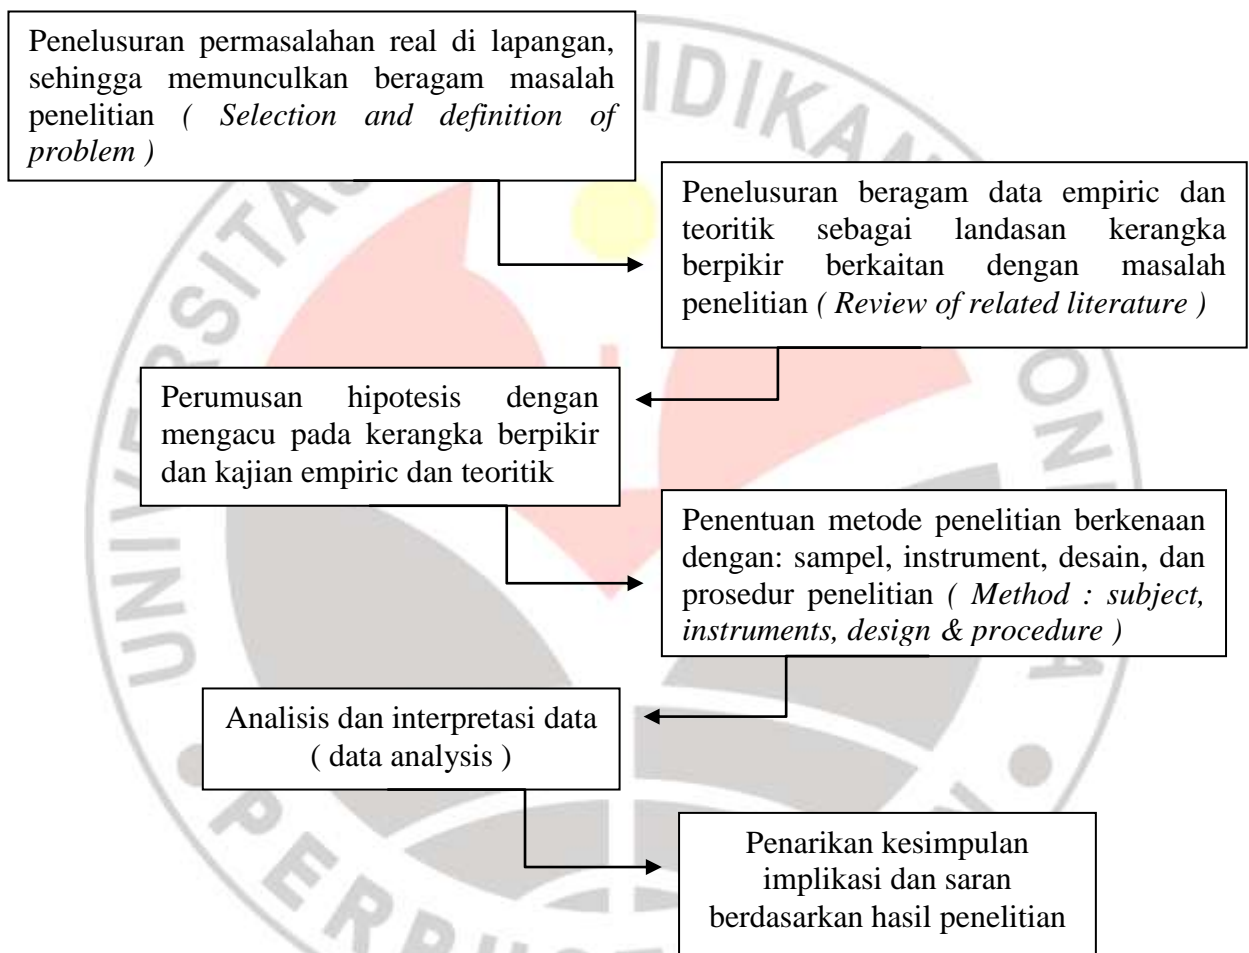 Penelusuran permasalahan real di lapangan,
sehingga memunculkan beragam masalah
penelitian ( Selection and definition of
problem )
Penelusuran beragam data empiric dan
teoritik sebagai landasan kerangka
berpikir berkaitan dengan masalah
penelitian ( Review of related literature )
Perumusan hipotesis dengan
mengacu pada kerangka berpikir
dan kajian empiric dan teoritik
Penentuan metode penelitian berkenaan
dengan: sampel, instrument, desain, dan
prosedur penelitian ( Method : subject,
instruments, design & procedure )
Analisis dan interpretasi data
( data analysis )
Penarikan kesimpulan
implikasi dan saran
berdasarkan hasil penelitian